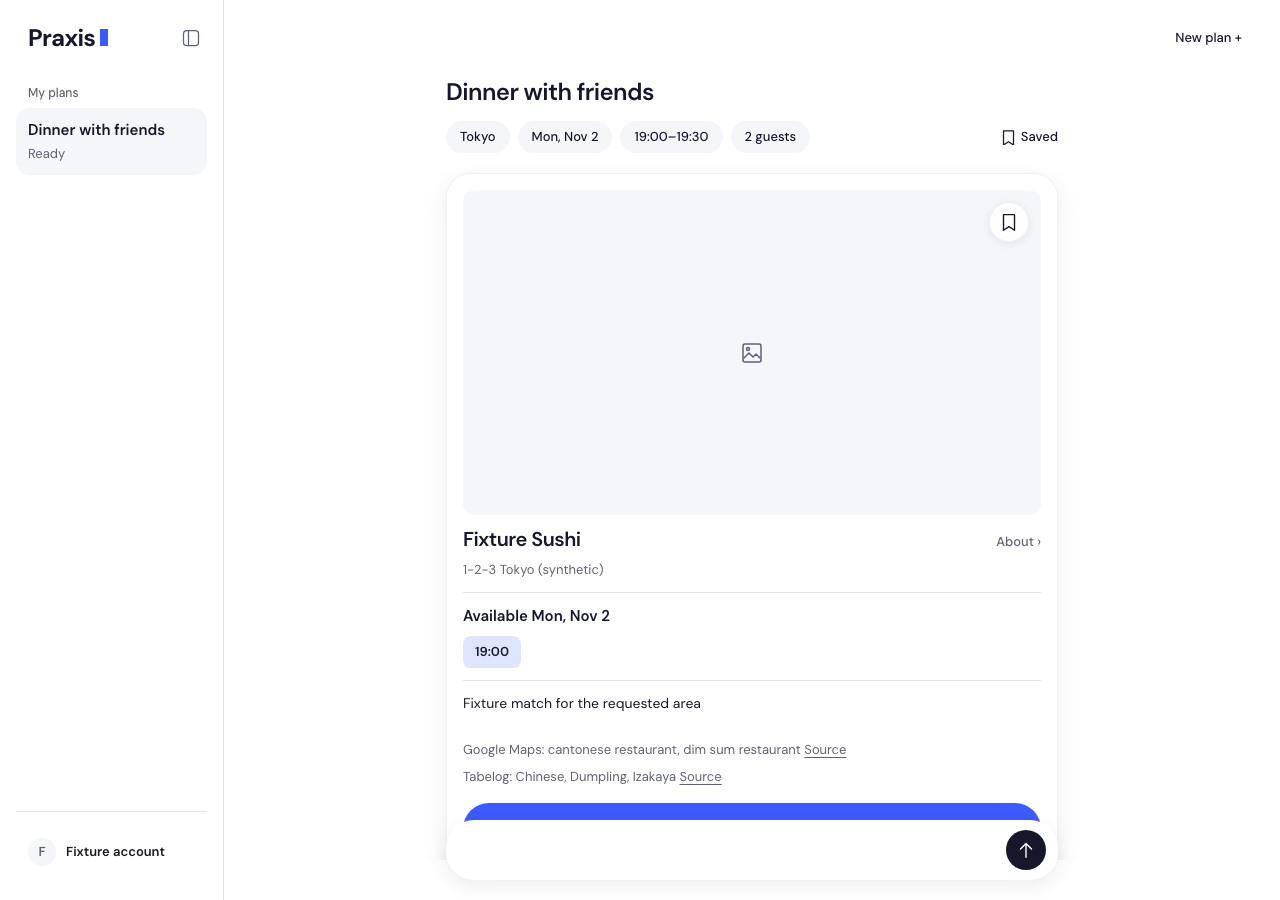 Praxis
New plan +
My plans
Dinner with friends
Ready
Dinner with friends
Tokyo
Mon, Nov 2
19:00–19:30
2 guests
Saved
Fixture Sushi
About ›
1-2-3 Tokyo (synthetic)
Available Mon, Nov 2
19:00
Fixture match for the requested area
Google Maps: cantonese restaurant, dim sum restaurant Source
Tabelog: Chinese, Dumpling, Izakaya Source
F
Fixture account